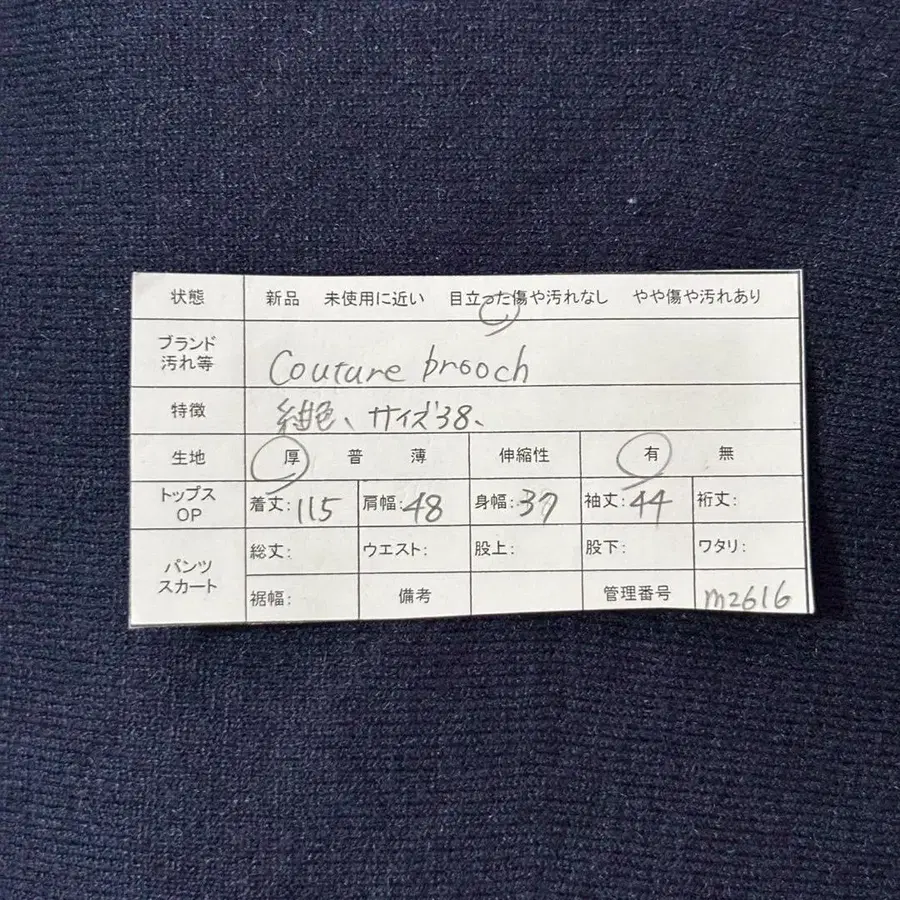 状態 新品 未使用に近い 目立った傷や汚れなし やや傷や汚れあり
ブランド
汚れ等
Couture brooch
特徴 紺色、サイズ38、
生地 厚 普 薄 伸縮性 有 無
トップス
OP
着丈:115 肩幅:48 身幅:37 袖丈:44 裄丈:
パンツ
スカート
総丈: ウエスト: 股上: 股下: ワタリ:
裾幅: 備考 管理番号 m2616